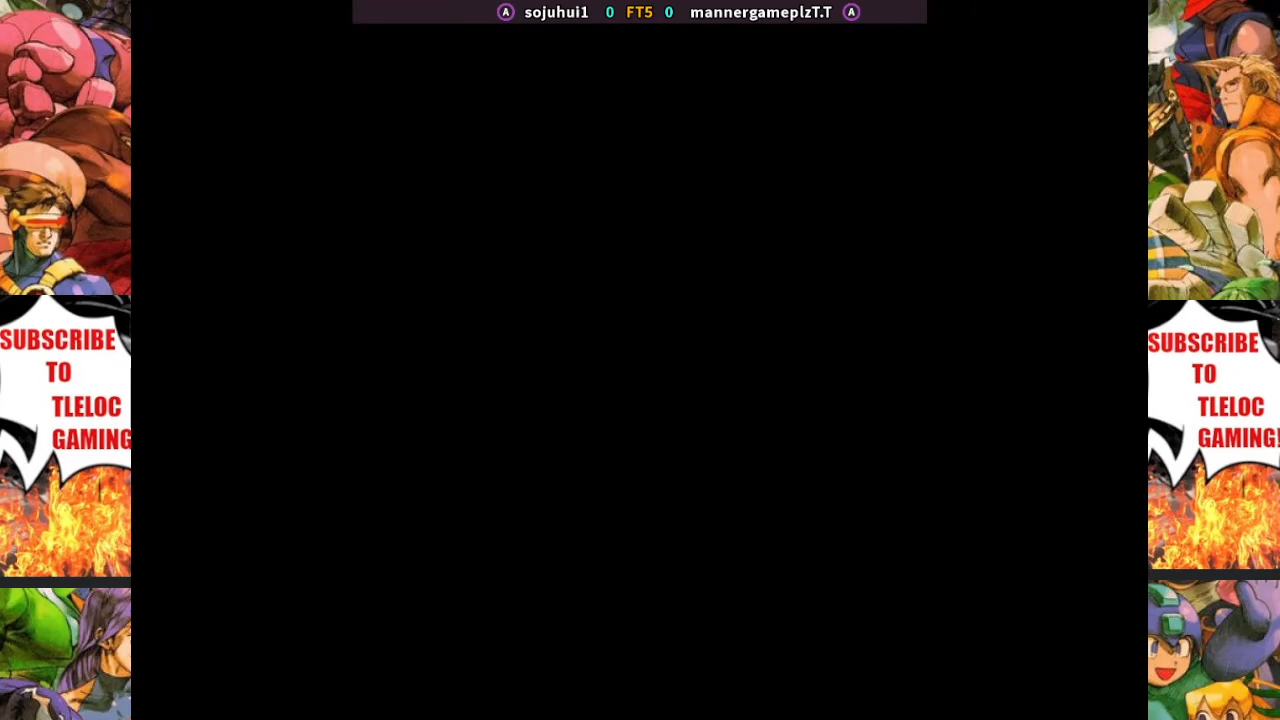 A sojuhui1 0 FT5 0 mannergameplzT.T A
SUBSCRIBE
TO
TLELOC
GAMING
SUBSCRIBE
TO
TLELOC
GAMING!